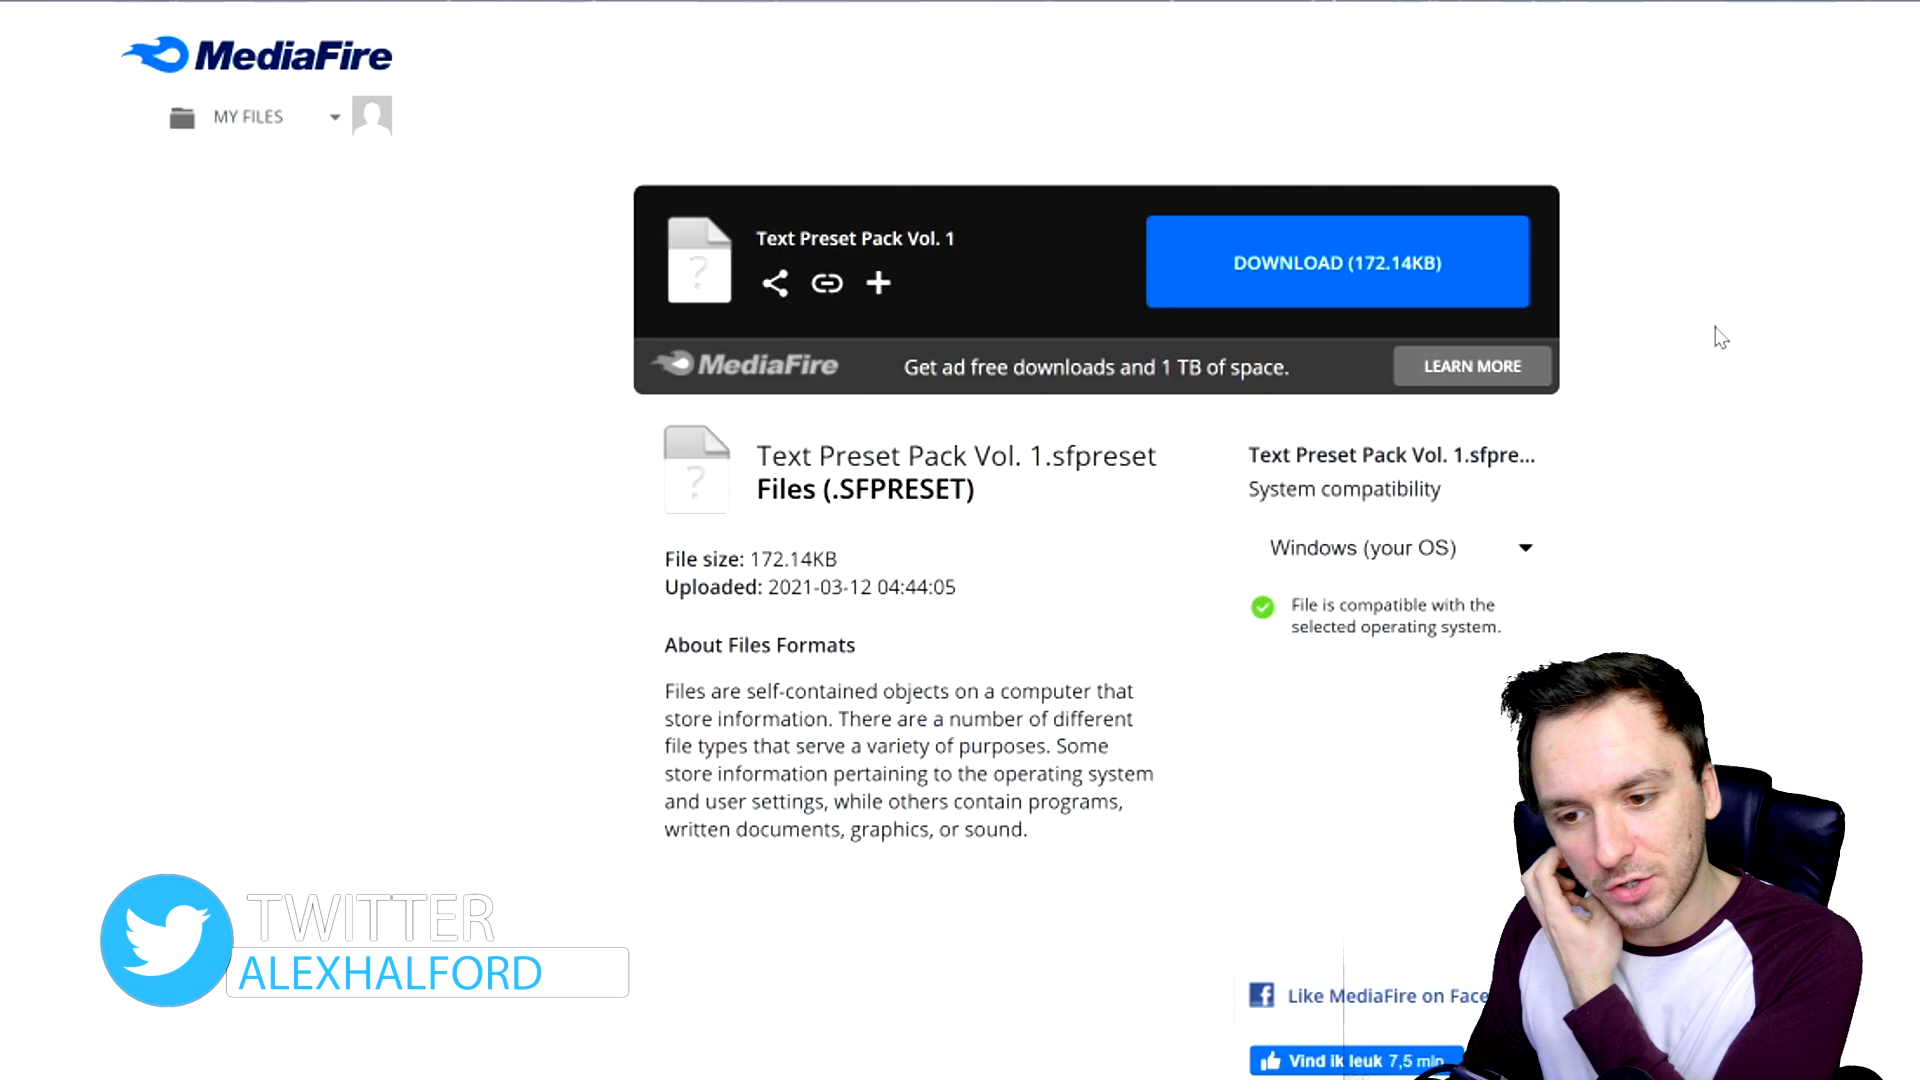 MediaFire
MY FILES
Text Preset Pack Vol. 1
DOWNLOAD (172.14KB)
MediaFire
Get ad free downloads and 1 TB of space.
LEARN MORE
Text Preset Pack Vol. 1.sfpreset
Files (.SFPRESET)
File size: 172.14KB
Uploaded: 2021-03-12 04:44:05
About Files Formats
Files are self-contained objects on a computer that
store information. There are a number of different
file types that serve a variety of purposes. Some
store information pertaining to the operating system
and user settings, while others contain programs,
written documents, graphics, or sound.
Text Preset Pack Vol. 1.sfpre...
System compatibility
Windows (your OS)
File is compatible with the
selected operating system.
TWITTER
ALEXHALFORD
Like MediaFire on Face
Vind ik leuk 7,5 mln